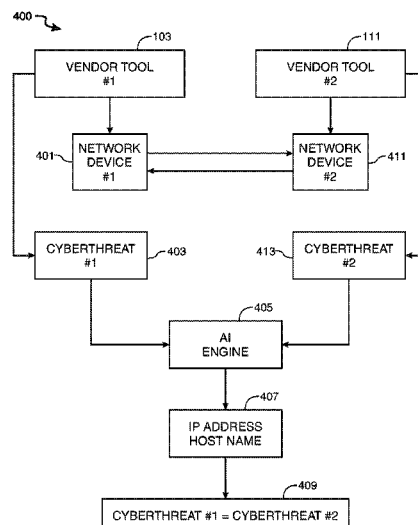 400
103
111
VENDOR TOOL
#1
VENDOR TOOL
#2
401
NETWORK
DEVICE
#1
NETWORK
DEVICE
#2
411
CYBERTHREAT
#1
403
413
CYBERTHREAT
#2
405
AI
ENGINE
407
IP ADDRESS
HOST NAME
409
CYBERTHREAT #1 = CYBERTHREAT #2